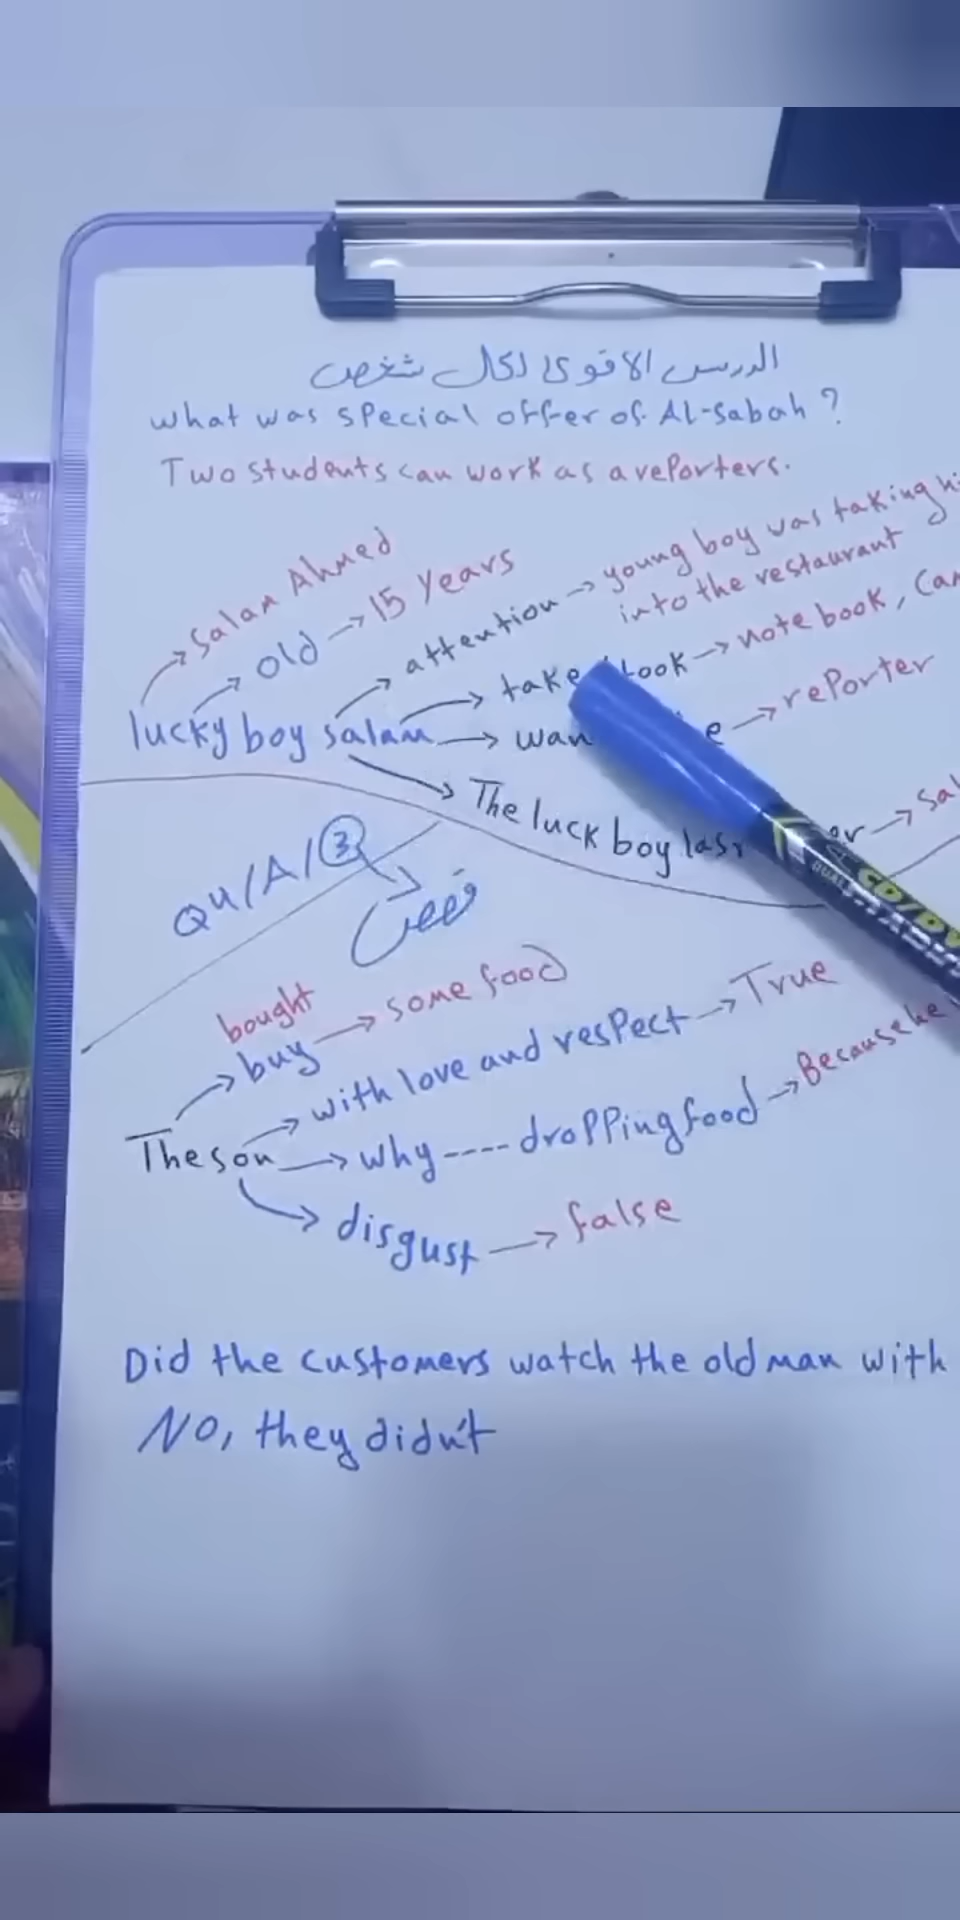 الدرس الاقوى لكل شخص
what was special offer of Al-Sabah?
Two students can work as a reporters.
Salam Ahmed
old → 15 years
attention → young boy was taking
into the restaurant
take / took → note book,
→ reporter
lucky boy salam
The luck boy
QU/A/③
قصص
bought
buy → some food
with love and respect → True
The son → why ---- dropping food → Because he
disgust → false
Did the customers watch the old man with
No, they didn't